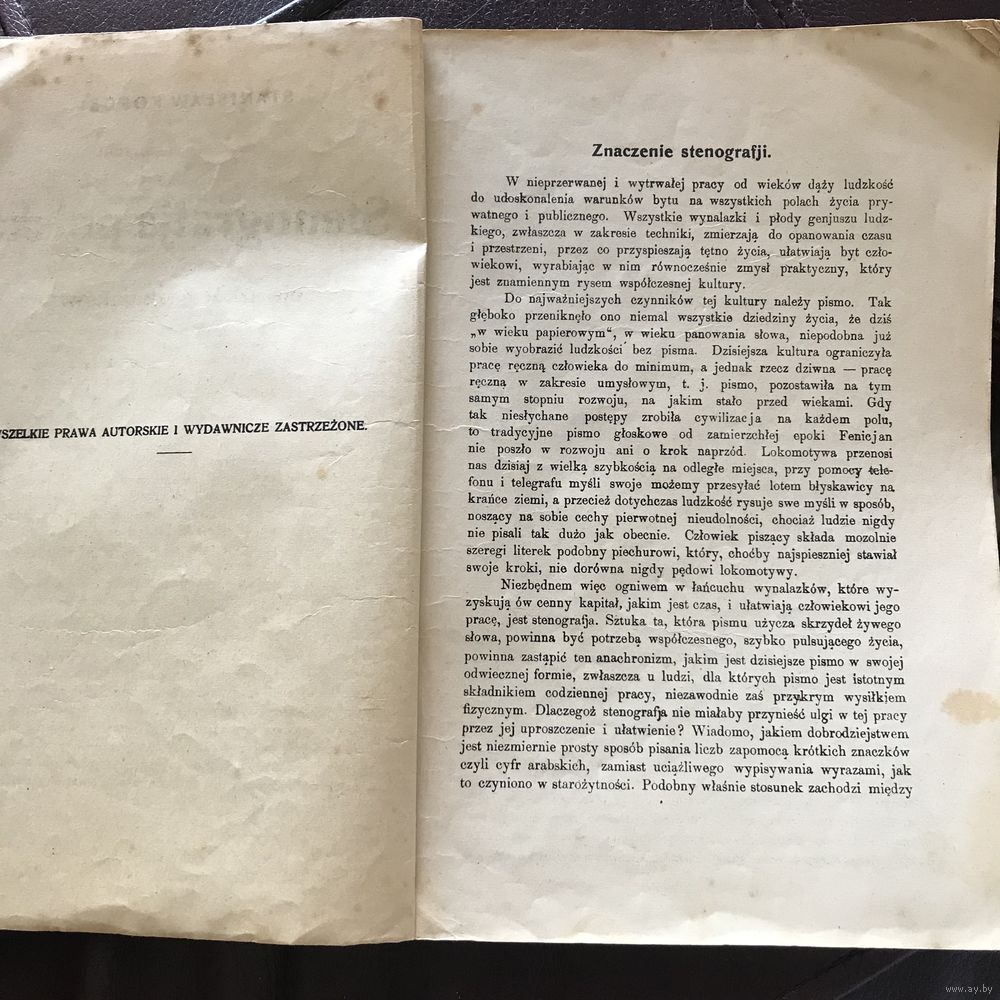 WSZELKIE PRAWA AUTORSKIE I WYDAWNICZE ZASTRZEŻONE.
Znaczenie stenografji.
W nieprzerwanej i wytrwałej pracy od wieków dąży ludzkość
do udoskonalenia warunków bytu na wszystkich polach życia pry-
watnego i publicznego. Wszystkie wynalazki i płody genjuszu ludz-
kiego, zwłaszcza w zakresie techniki, zmierzają do opanowania czasu
i przestrzeni, przez co przyspieszają tętno życia, ułatwiają byt czło-
wiekowi, wyrabiając w nim równocześnie zmysł praktyczny, który
jest znamiennym rysem współczesnej kultury.
Do najważniejszych czynników tej kultury należy pismo. Tak
głęboko przeniknęło ono niemal wszystkie dziedziny życia, że dziś
„w wieku papierowym“, w wieku panowania słowa, niepodobna już
sobie wyobrazić ludzkości bez pisma. Dzisiejsza kultura ograniczyła
pracę ręczną człowieka do minimum, a jednak rzecz dziwna — pracę
ręczną w zakresie umysłowym, t. j. pismo, pozostawiła na tym
samym stopniu rozwoju, na jakim stało przed wiekami. Gdy
tak niesłychane postępy zrobiła cywilizacja na każdem polu,
to tradycyjne pismo głoskowe od zamierzchłej epoki Fenicjan
nie poszło w rozwoju ani o krok naprzód. Lokomotywa przenosi
nas dzisiaj z wielką szybkością na odległe miejsca, przy pomocy tele-
fonu i telegrafu myśli swoje możemy przesyłać lotem błyskawicy na
krańce ziemi, a przecież dotychczas ludzkość rysuje swe myśli w sposób,
noszący na sobie cechy pierwotnej nieudolności, chociaż ludzie nigdy
nie pisali tak dużo jak obecnie. Człowiek piszący składa mozolnie
szeregi literek podobny piechurowi, który, choćby najspieszniej stawiał
swoje kroki, nie dorówna nigdy pędowi lokomotywy.
Niezbędnem więc ogniwem w łańcuchu wynalazków, które wy-
zyskują ów cenny kapitał, jakim jest czas, i ułatwiają człowiekowi jego
pracę, jest stenografja. Sztuka ta, która pismu użycza skrzydeł żywego
słowa, powinna być potrzebą współczesnego, szybko pulsującego życia,
powinna zastąpić ten anachronizm, jakim jest dzisiejsze pismo w swojej
odwiecznej formie, zwłaszcza u ludzi, dla których pismo jest istotnym
składnikiem codziennej pracy, niezawodnie zaś przykrym wysiłkiem
fizycznym. Dlaczegoż stenografja nie miałaby przynieść ulgi w tej pracy
przez jej uproszczenie i ułatwienie? Wiadomo, jakiem dobrodziejstwem
jest niezmiernie prosty sposób pisania liczb zapomocą krótkich znaczków
czyli cyfr arabskich, zamiast uciążliwego wypisywania wyrazami, jak
to czyniono w starożytności. Podobny właśnie stosunek zachodzi między
www.ay.by